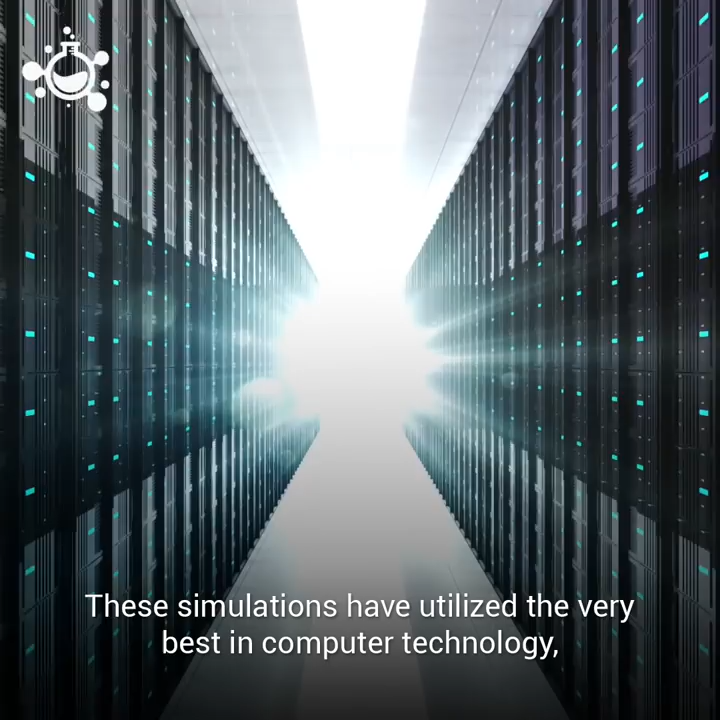 These simulations have utilized the very
best in computer technology,